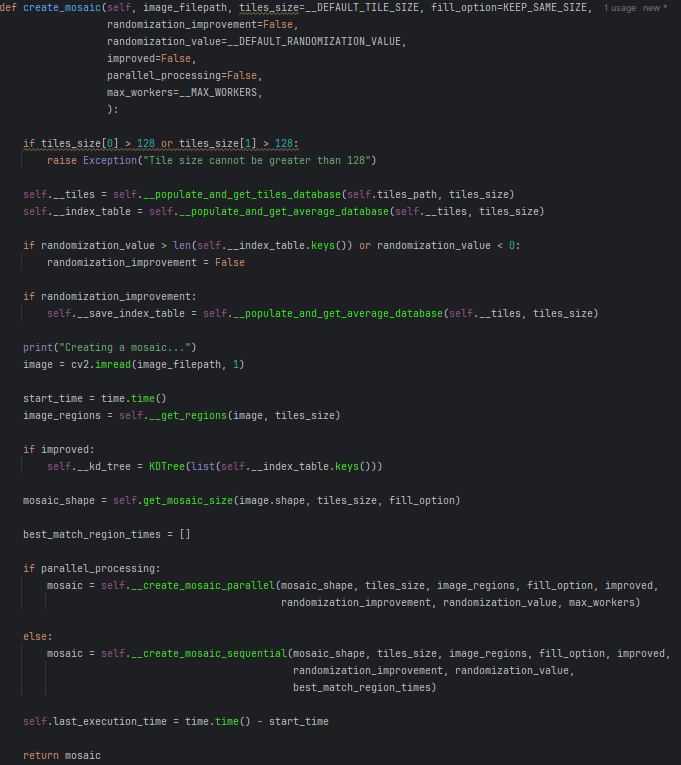 def create_mosaic(self, image_filepath, tiles_size=__DEFAULT_TILE_SIZE, fill_option=KEEP_SAME_SIZE, 1 usage new *
randomization_improvement=False,
randomization_value=__DEFAULT_RANDOMIZATION_VALUE,
improved=False,
parallel_processing=False,
max_workers=__MAX_WORKERS,
):
if tiles_size[0] > 128 or tiles_size[1] > 128:
raise Exception("Tile size cannot be greater than 128")
self.__tiles = self.__populate_and_get_tiles_database(self.tiles_path, tiles_size)
self.__index_table = self.__populate_and_get_average_database(self.__tiles, tiles_size)
if randomization_value > len(self.__index_table.keys()) or randomization_value < 0:
randomization_improvement = False
if randomization_improvement:
self.__save_index_table = self.__populate_and_get_average_database(self.__tiles, tiles_size)
print("Creating a mosaic...")
image = cv2.imread(image_filepath, 1)
start_time = time.time()
image_regions = self.__get_regions(image, tiles_size)
if improved:
self.__kd_tree = KDTree(list(self.__index_table.keys()))
mosaic_shape = self.get_mosaic_size(image.shape, tiles_size, fill_option)
best_match_region_times = []
if parallel_processing:
mosaic = self.__create_mosaic_parallel(mosaic_shape, tiles_size, image_regions, fill_option, improved,
randomization_improvement, randomization_value, max_workers)
else:
mosaic = self.__create_mosaic_sequential(mosaic_shape, tiles_size, image_regions, fill_option, improved,
randomization_improvement, randomization_value,
best_match_region_times)
self.last_execution_time = time.time() - start_time
return mosaic